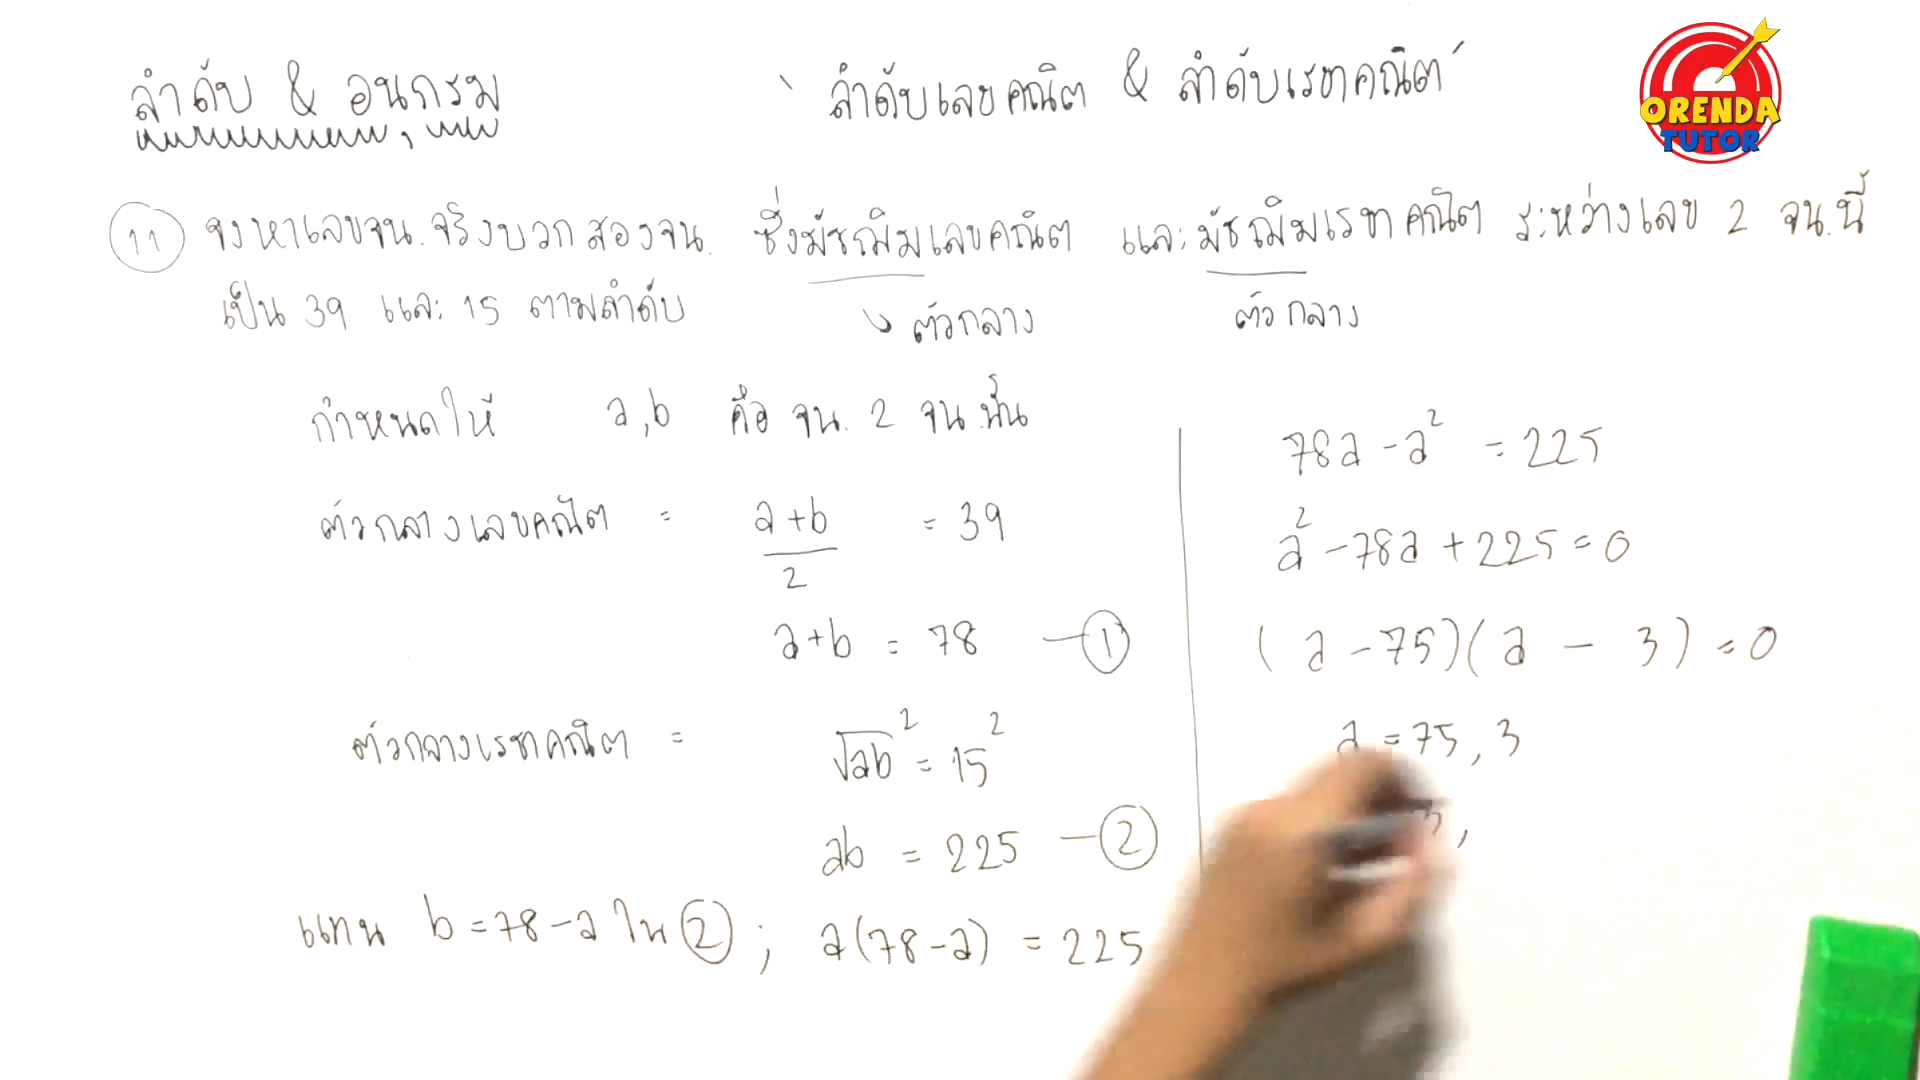 ลำดับ & อนุกรม
" ลำดับเลขคณิต & ลำดับเรขาคณิต "
ORENDA
TUTOR
11 จงหาเลขจน. จริงบวกสองจน. ซึ่งมัชฌิมเลขคณิต และมัชฌิมเรขาคณิต ระหว่างเลข 2 จน. นี้
เป็น 39 และ 15 ตามลำดับ
ตัวกลาง
ตัวกลาง
กำหนดให้ a,b คือ จน. 2 จน. นั้น
ตัวกลางเลขคณิต = a+b = 39
2
a+b = 78 — 1
ตัวกลางเรขาคณิต = √ab² = 15²
ab = 225 — 2
แทน b = 78 - a ใน 2 ; a(78-a) = 225
78a - a² = 225
a² - 78a + 225 = 0
(a - 75)(a - 3) = 0
a = 75, 3